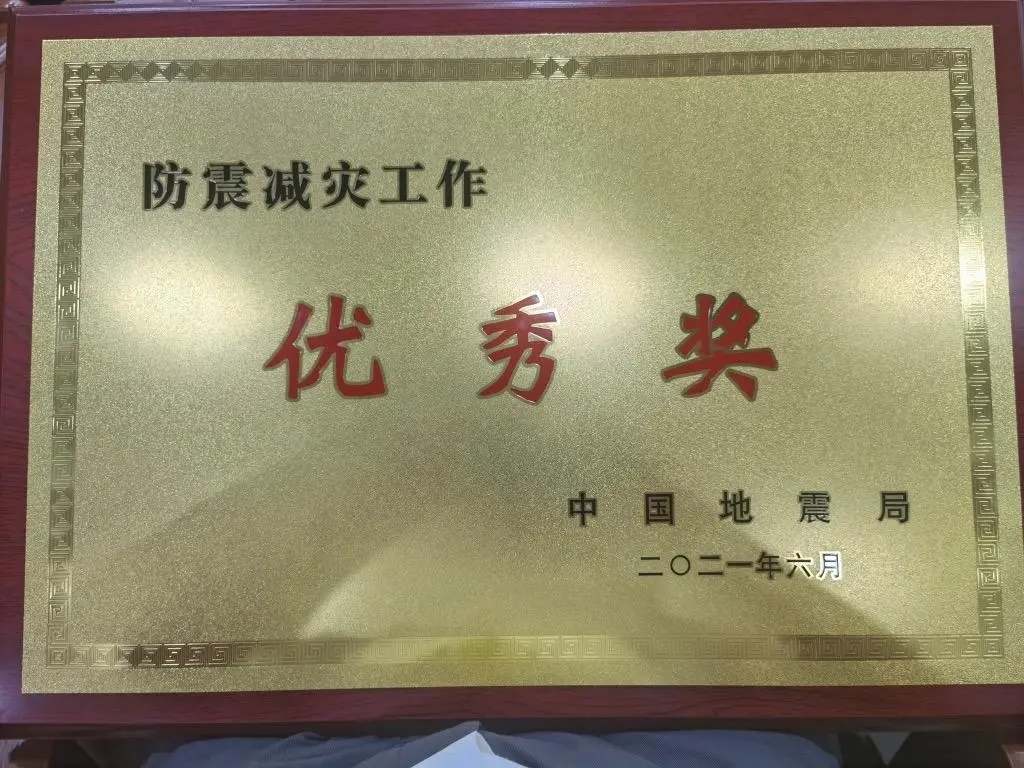 防震减灾工作
优秀奖
中国地震局
二〇二一年六月